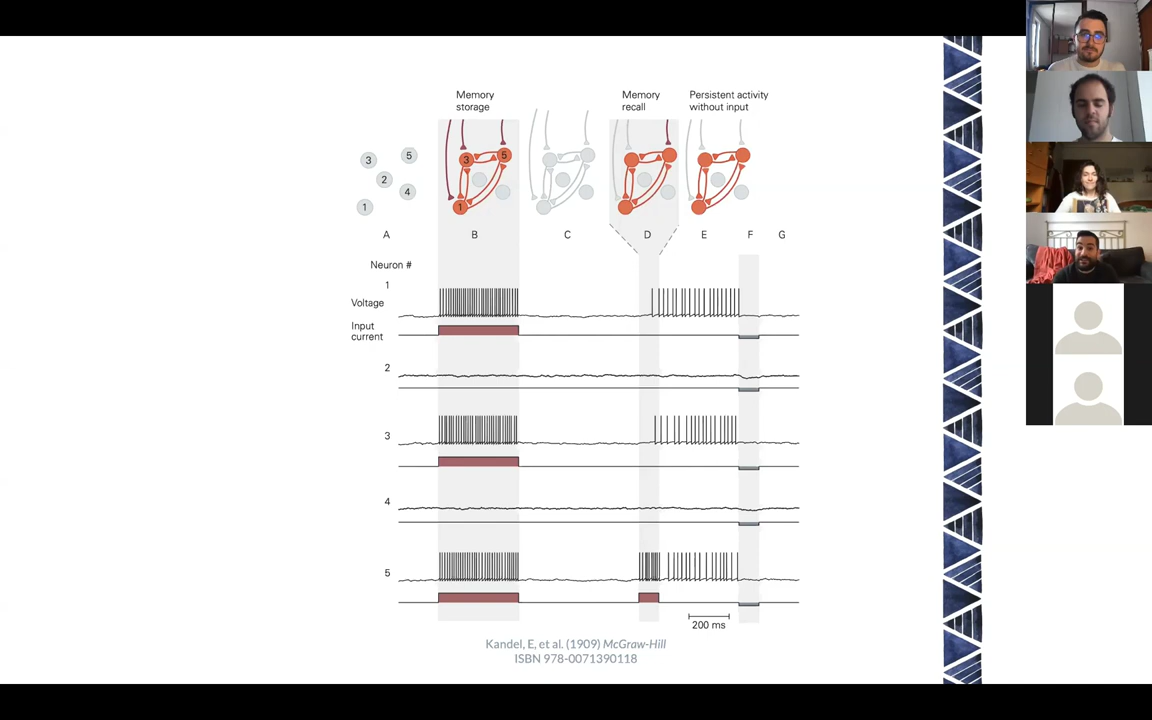 Memory
storage
Memory
recall
Persistent activity
without input
3
5
2
4
1
3
5
1
A
B
C
D
E
F
G
Neuron #
1
Voltage
Input
current
2
3
4
5
200 ms
Kandel, E, et al. (1909) McGraw-Hill
ISBN 978-0071390118